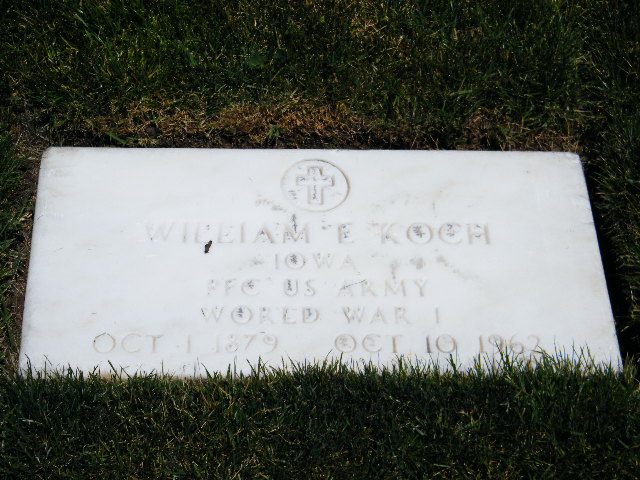 WILLIAM E KOCH
IOWA
PFC US ARMY
WORLD WAR I
OCT 1 1879 OCT 10 1962